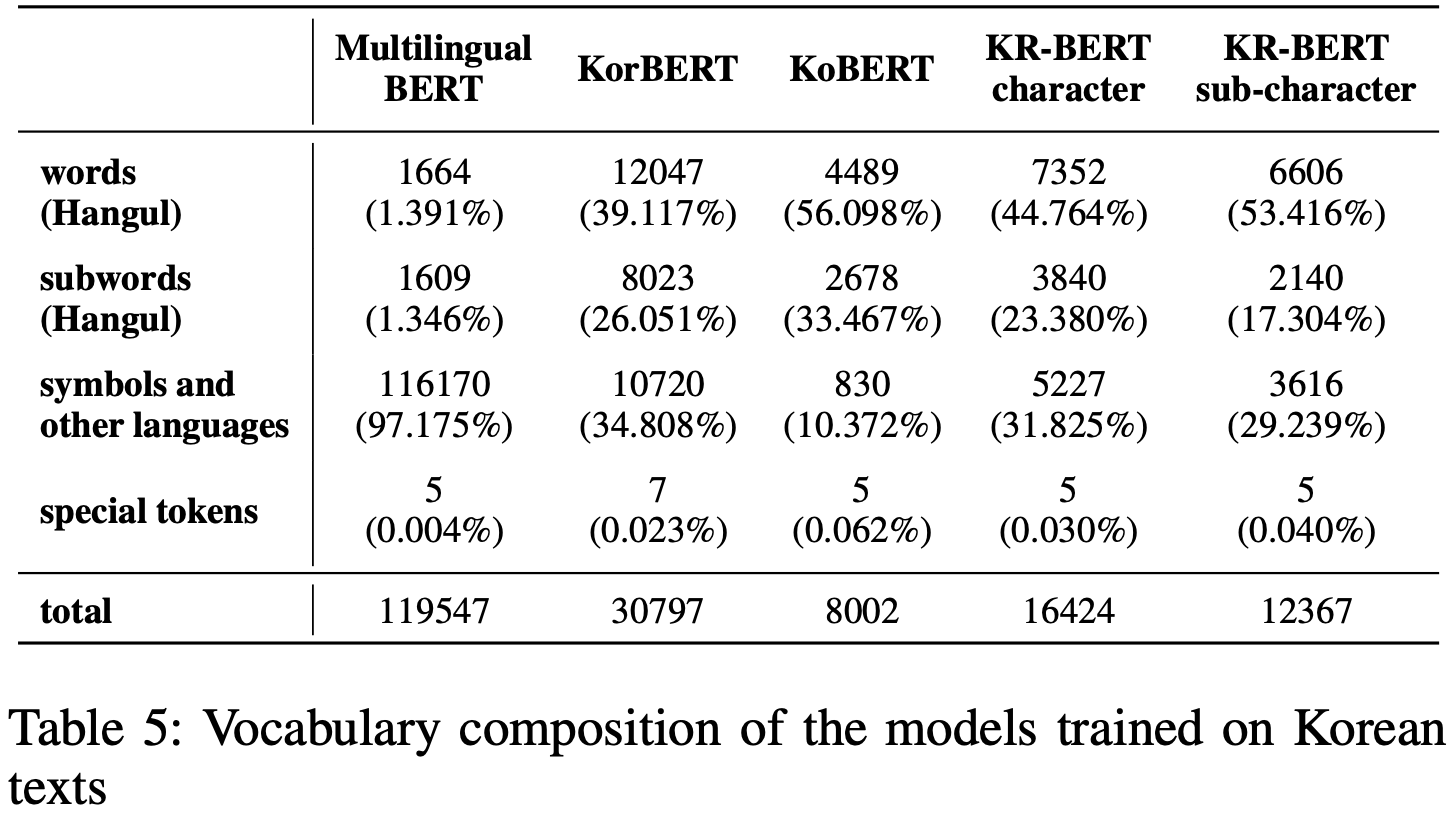 Multilingual BERT KorBERT KoBERT KR-BERT character KR-BERT sub-character
words (Hangul) 1664 (1.391%) 12047 (39.117%) 4489 (56.098%) 7352 (44.764%) 6606 (53.416%)
subwords (Hangul) 1609 (1.346%) 8023 (26.051%) 2678 (33.467%) 3840 (23.380%) 2140 (17.304%)
symbols and other languages 116170 (97.175%) 10720 (34.808%) 830 (10.372%) 5227 (31.825%) 3616 (29.239%)
special tokens 5 (0.004%) 7 (0.023%) 5 (0.062%) 5 (0.030%) 5 (0.040%)
total 119547 30797 8002 16424 12367
Table 5: Vocabulary composition of the models trained on Korean
texts